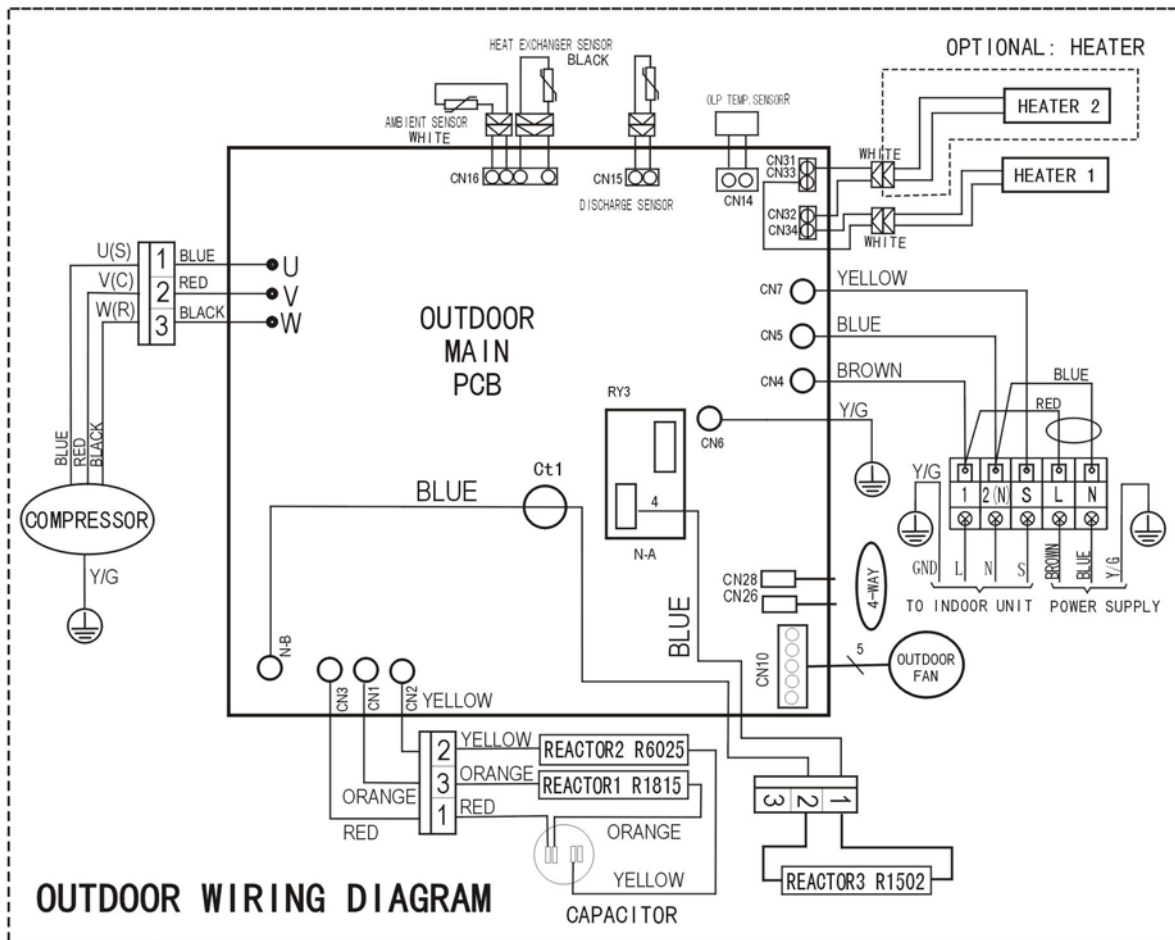 HEAT EXCHANGER SENSOR
BLACK
OPTIONAL: HEATER
AMBIENT SENSOR
WHITE
OLP TEMP.SENSORR
HEATER 2
HEATER 1
WHITE
WHITE
CN16
CN15
DISCHARGE SENSOR
CN14
CN31
CN33
CN32
CN34
U(S) 1 BLUE U
V(C) 2 RED V
W(R) 3 BLACK W
OUTDOOR
MAIN
PCB
CN7 YELLOW
CN5 BLUE
CN4 BROWN
BLUE
RED
RY3
CN6
Y/G
4
N-A
Ct1
BLUE
BLUE
BLUE
RED
BLACK
COMPRESSOR
Y/G
Y/G
1 2(N) S L N
GND L N S BROWN BLUE Y/G
TO INDOOR UNIT POWER SUPPLY
CN28
CN26
4-WAY
CN10
5
OUTDOOR
FAN
N-B
CN3
CN1
CN2
YELLOW
2 YELLOW REACTOR2 R6025
3 ORANGE REACTOR1 R1815
1 RED
ORANGE
RED
ORANGE
YELLOW
CAPACITOR
3 2 1
REACTOR3 R1502
OUTDOOR WIRING DIAGRAM